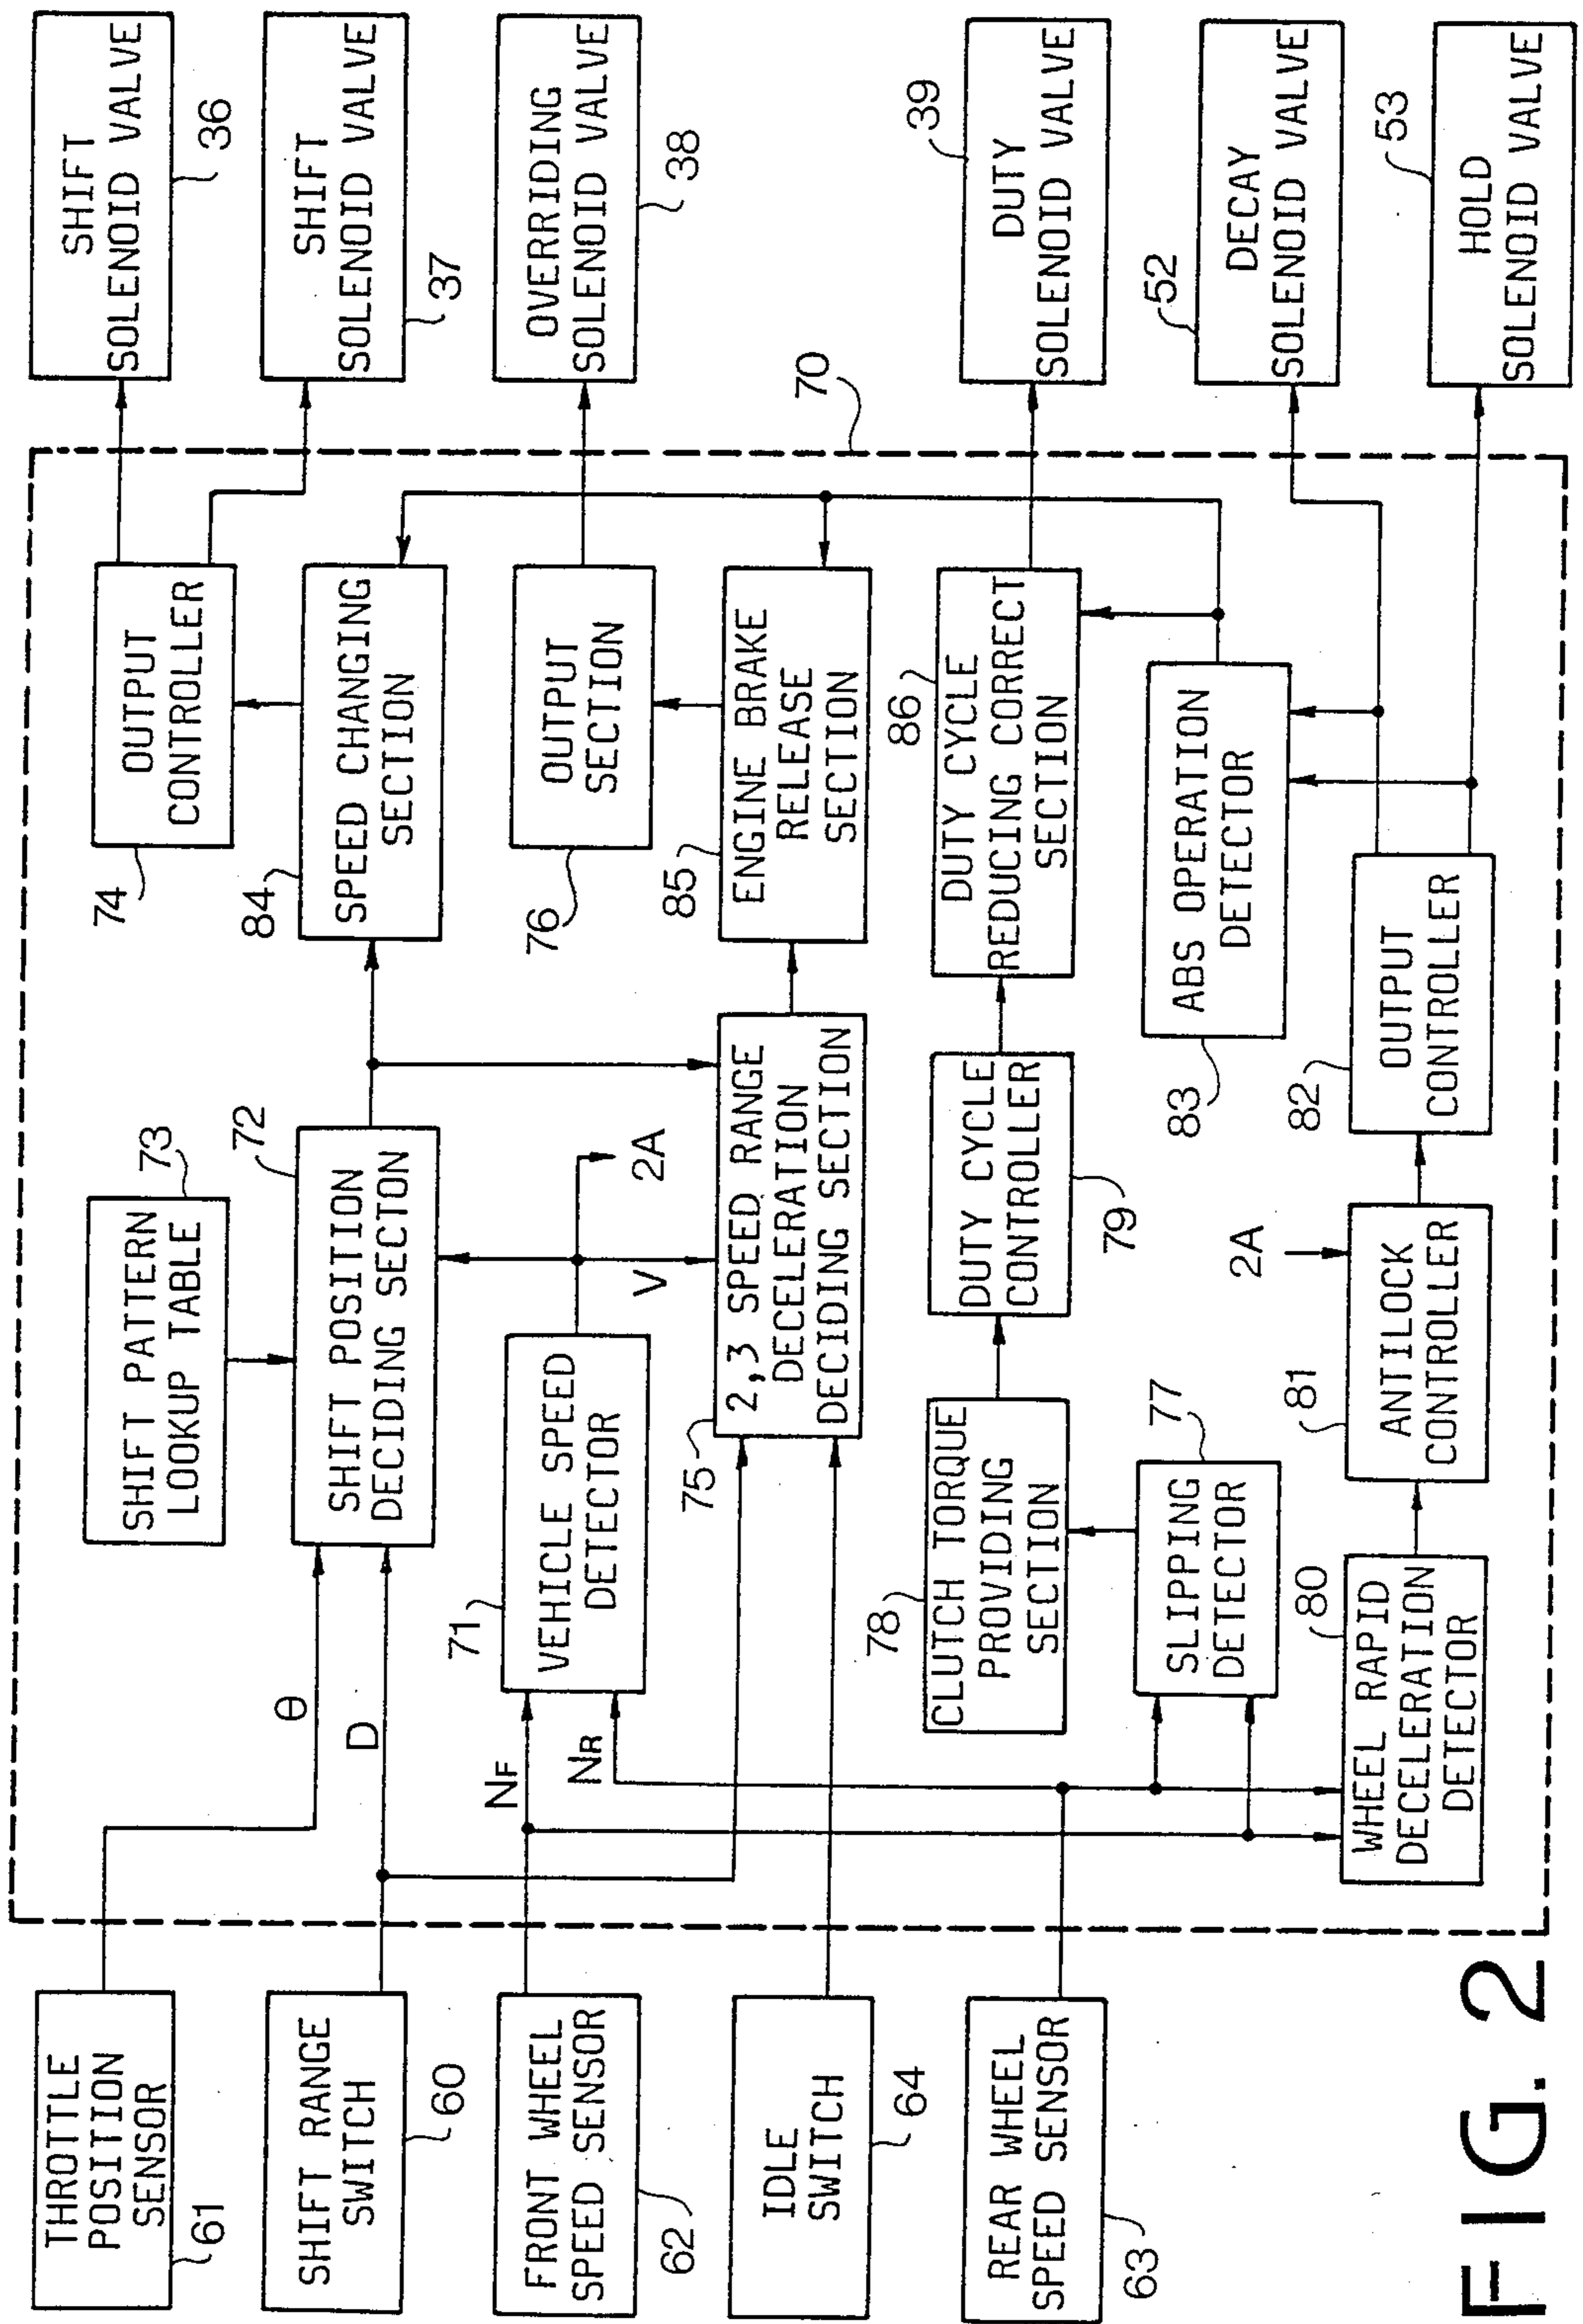 THROTTLE
POSITION
SENSOR
61
SHIFT RANGE
SWITCH
60
FRONT WHEEL
SPEED SENSOR
62
IDLE
SWITCH
64
REAR WHEEL
SPEED SENSOR
63
θ
D
NF
NR
SHIFT PATTERN
LOOKUP TABLE
73
SHIFT POSITION
DECIDING SECTON
72
VEHICLE SPEED
DETECTOR
71
2A
V
2,3 SPEED RANGE
DECELERATION
DECIDING SECTION
75
CLUTCH TORQUE
PROVIDING
SECTION
78
SLIPPING
DETECTOR
77
WHEEL RAPID
DECELERATION
DETECTOR
80
DUTY CYCLE
CONTROLLER
79
2A
ANTILOCK
CONTROLLER
81
OUTPUT
CONTROLLER
74
SPEED CHANGING
SECTION
84
OUTPUT
SECTION
76
ENGINE BRAKE
RELEASE
SECTION
85
DUTY CYCLE
REDUCING CORRECT
SECTION
86
ABS OPERATION
DETECTOR
83
OUTPUT
CONTROLLER
82
70
SHIFT
SOLENOID VALVE
36
SHIFT
SOLENOID VALVE
37
OVERRIDING
SOLENOID VALVE
38
DUTY
SOLENOID VALVE
39
DECAY
SOLENOID VALVE
52
HOLD
SOLENOID VALVE
53
FIG. 2